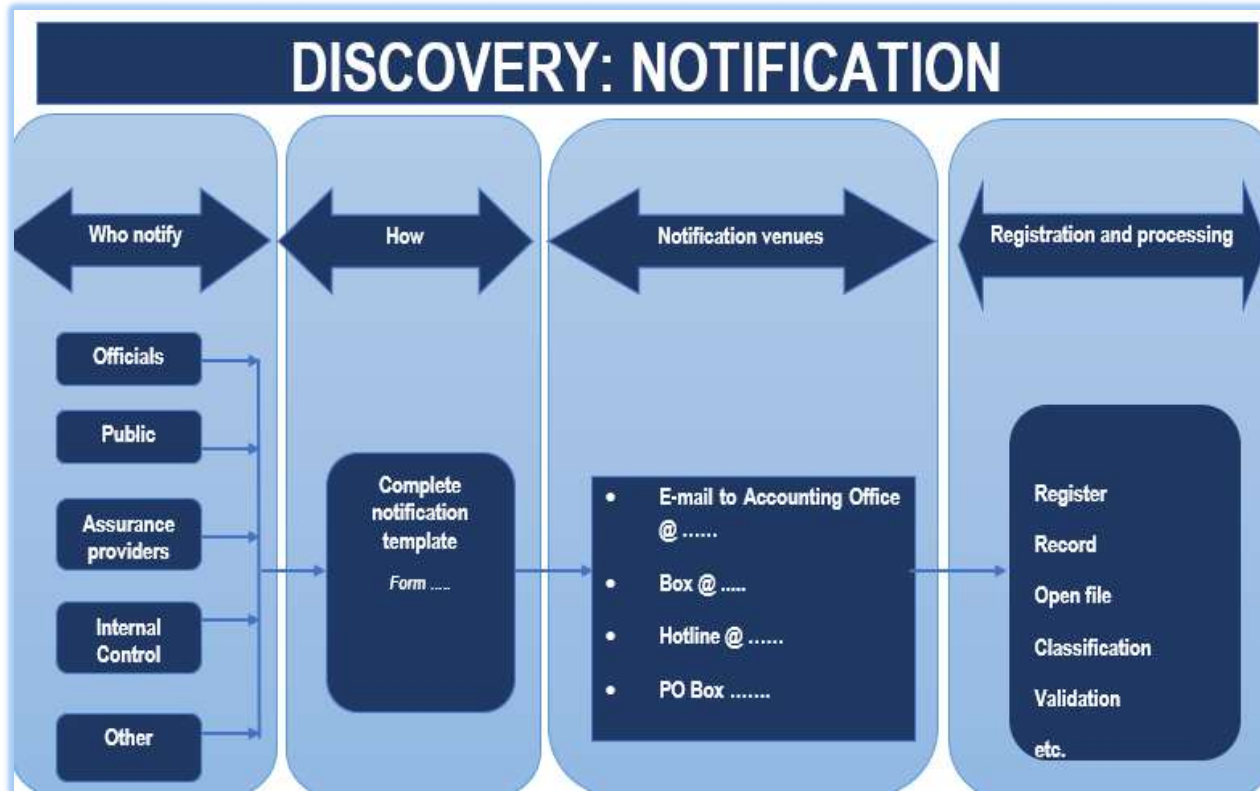 DISCOVERY: NOTIFICATION
Who notify
How
Notification venues
Registration and processing
Officials
Public
Assurance
providers
Internal
Control
Other
Complete
notification
template
Form .....
• E-mail to Accounting Office
@ ......
• Box @ .....
• Hotline @ ......
• PO Box .......
Register
Record
Open file
Classification
Validation
etc.